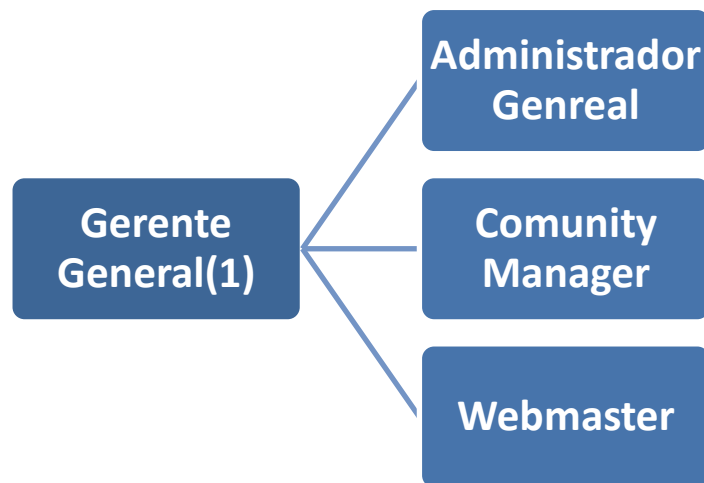 Gerente
General(1)
Administrador
Genreal
Comunity
Manager
Webmaster